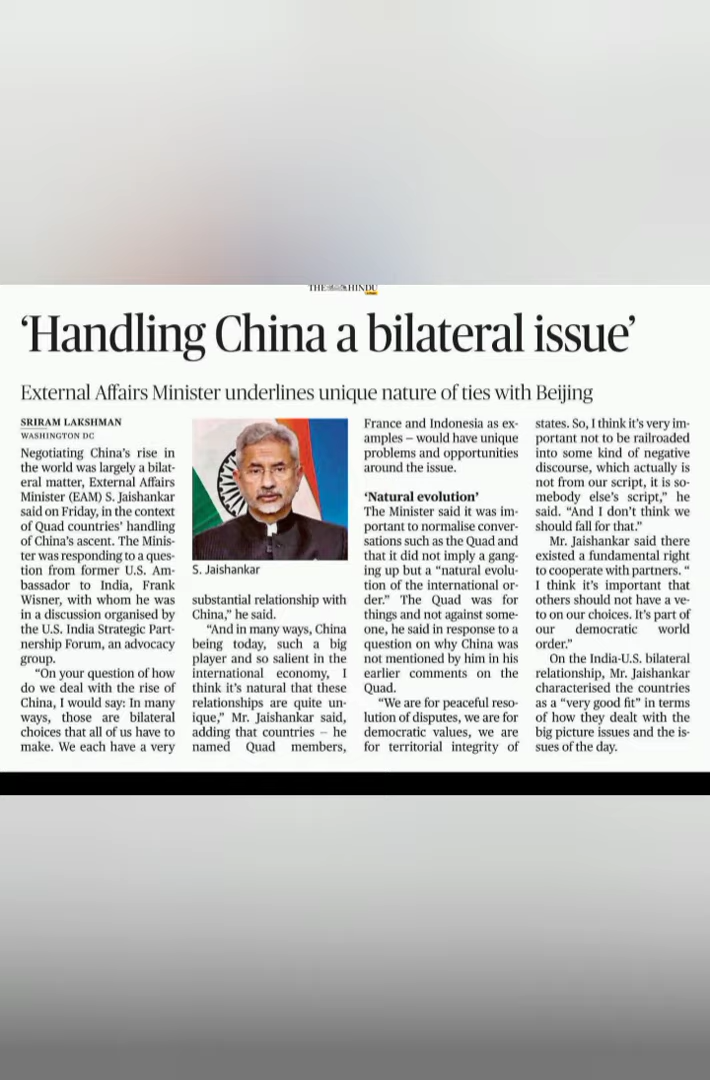 THE HINDU
‘Handling China a bilateral issue’
External Affairs Minister underlines unique nature of ties with Beijing
SRIRAM LAKSHMAN
WASHINGTON DC
Negotiating China’s rise in
the world was largely a bilat-
eral matter, External Affairs
Minister (EAM) S. Jaishankar
said on Friday, in the context
of Quad countries’ handling
of China’s ascent. The Minis-
ter was responding to a ques-
tion from former U.S. Am-
bassador to India, Frank
Wisner, with whom he was
in a discussion organised by
the U.S. India Strategic Part-
nership Forum, an advocacy
group.
“On your question of how
do we deal with the rise of
China, I would say: In many
ways, those are bilateral
choices that all of us have to
make. We each have a very
S. Jaishankar
substantial relationship with
China,” he said.
“And in many ways, China
being today, such a big
player and so salient in the
international economy, I
think it’s natural that these
relationships are quite un-
ique,” Mr. Jaishankar said,
adding that countries – he
named Quad members,
France and Indonesia as ex-
amples – would have unique
problems and opportunities
around the issue.
‘Natural evolution’
The Minister said it was im-
portant to normalise conver-
sations such as the Quad and
that it did not imply a gang-
ing up but a “natural evolu-
tion of the international or-
der.” The Quad was for
things and not against some-
one, he said in response to a
question on why China was
not mentioned by him in his
earlier comments on the
Quad.
“We are for peaceful reso-
lution of disputes, we are for
democratic values, we are
for territorial integrity of
states. So, I think it’s very im-
portant not to be railroaded
into some kind of negative
discourse, which actually is
not from our script, it is so-
mebody else’s script,” he
said. “And I don’t think we
should fall for that.”
Mr. Jaishankar said there
existed a fundamental right
to cooperate with partners. “
I think it’s important that
others should not have a ve-
to on our choices. It’s part of
our democratic world
order.”
On the India-U.S. bilateral
relationship, Mr. Jaishankar
characterised the countries
as a “very good fit” in terms
of how they dealt with the
big picture issues and the is-
sues of the day.